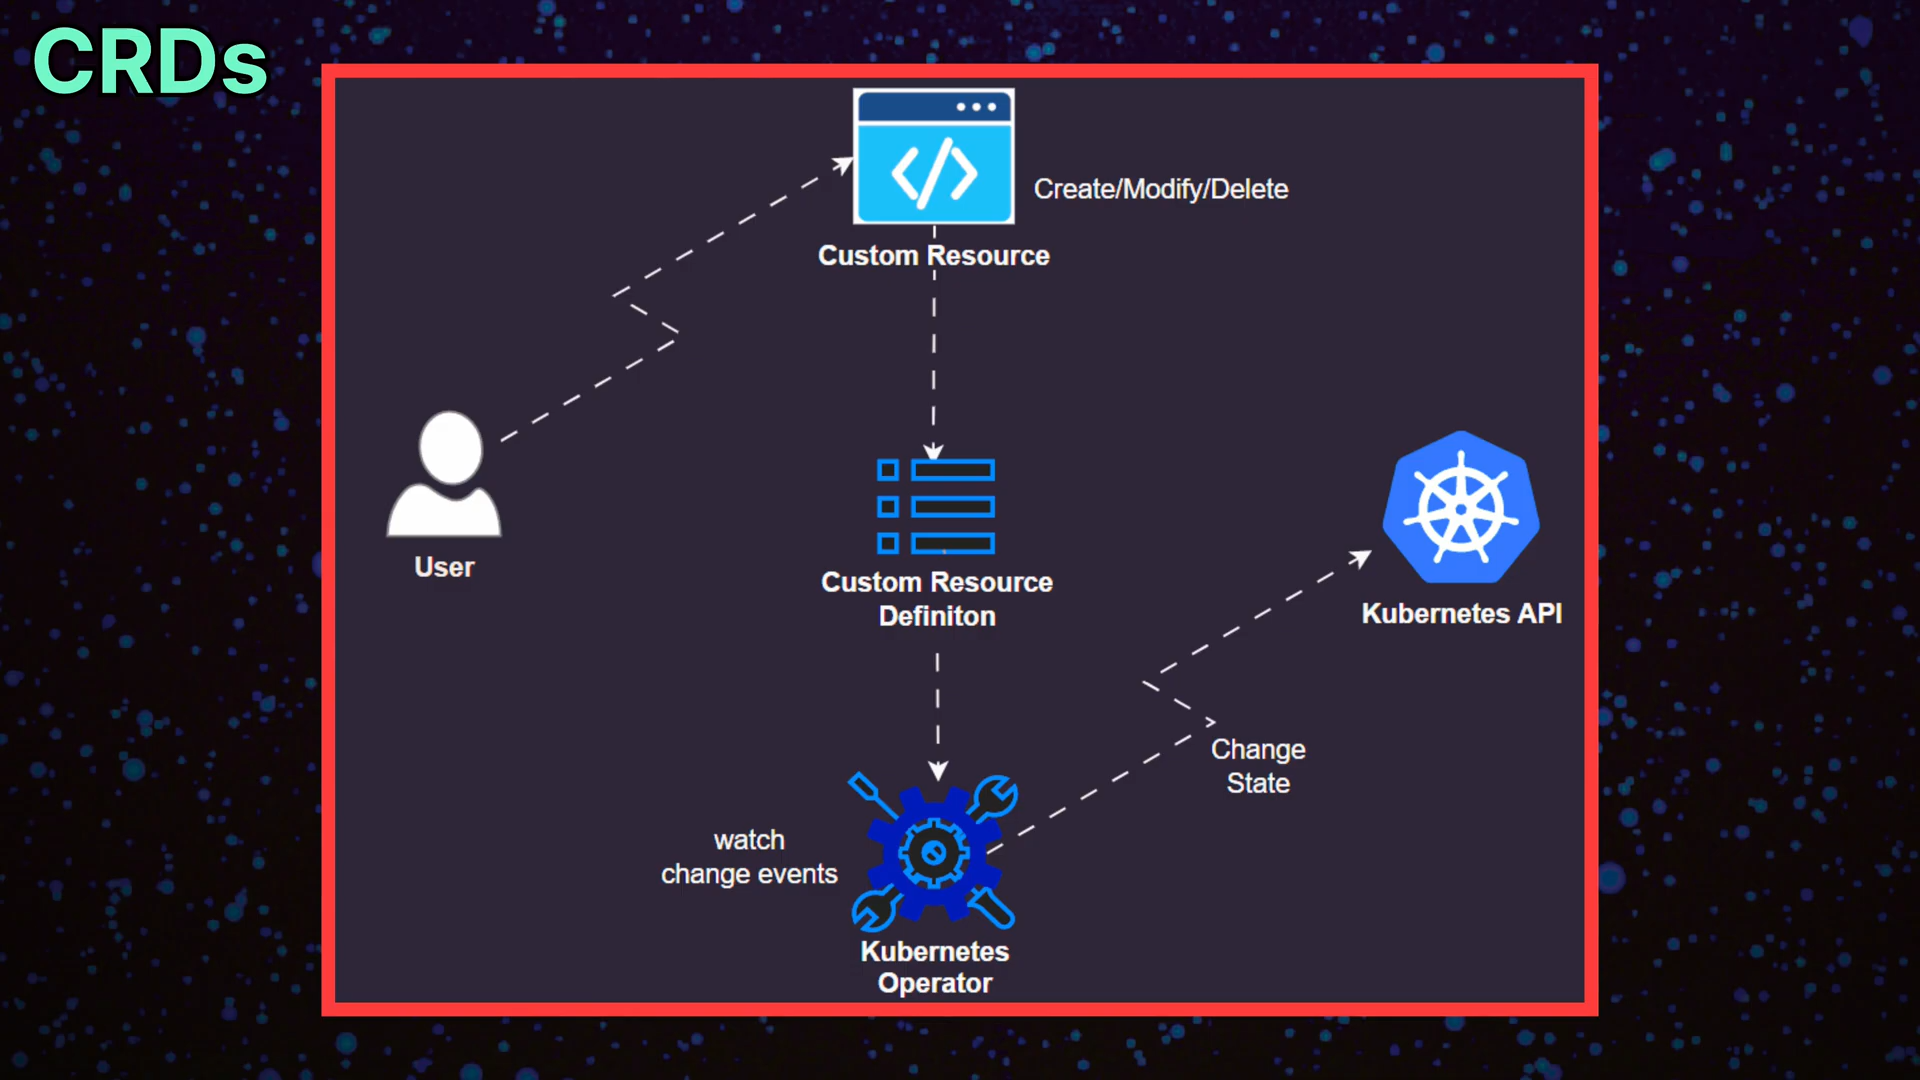 CRDs
Create/Modify/Delete
Custom Resource
User
Custom Resource
Definiton
Kubernetes API
Change
State
watch
change events
Kubernetes
Operator